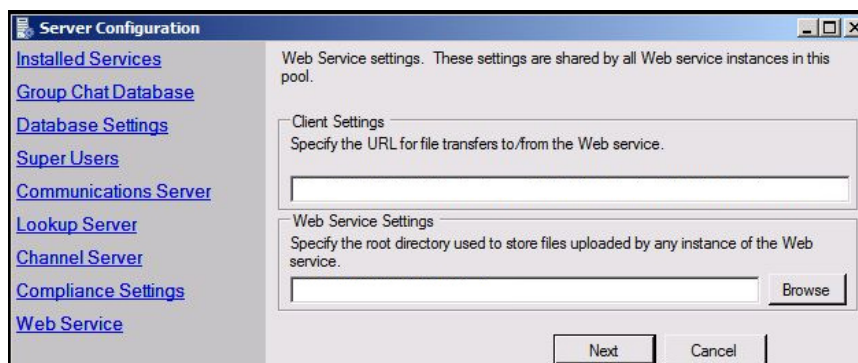 Server Configuration
Installed Services
Group Chat Database
Database Settings
Super Users
Communications Server
Lookup Server
Channel Server
Compliance Settings
Web Service
Web Service settings. These settings are shared by all Web service instances in this
pool.
Client Settings
Specify the URL for file transfers to/from the Web service.
Web Service Settings
Specify the root directory used to store files uploaded by any instance of the Web
service.
Browse
Next
Cancel